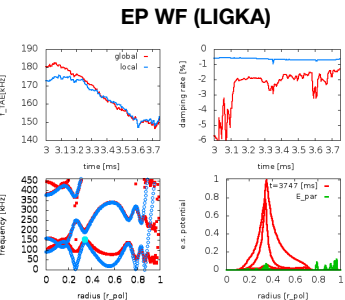 EP WF (LIGKA)
190
180
170
160
150
140
f_TAE[kHz]
global
local
3 3.1 3.2 3.3 3.4 3.5 3.6 3.7
time [ms]
0
-1
-2
-3
-4
-5
-6
damping rate [%]
3 3.1 3.2 3.3 3.4 3.5 3.6 3.7
time [ms]
450
400
350
300
250
200
150
100
50
0
frequency [kHz]
0 0.2 0.4 0.6 0.8 1
radius [r_pol]
1
0.8
0.6
0.4
0.2
0
e.s. potential
t=3747 [ms]
E_par
0 0.2 0.4 0.6 0.8 1
radius [r_pol]